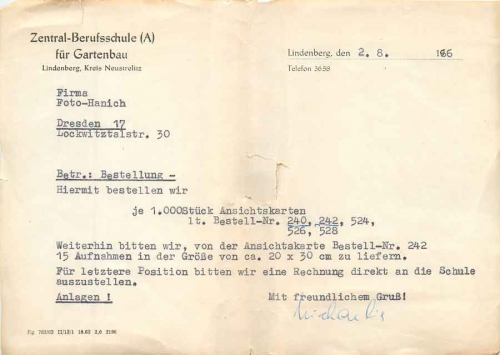 Zentral-Berufsschule (A)
für Gartenbau
Lindenberg, Kreis Neustrelitz
Lindenberg, den 2. 8. 1966
Telefon 3658
Firma
Foto-Hanich
Dresden 17
Lockwitztalstr. 30
Betr.: Bestellung -
Hiermit bestellen wir
je 1.000Stück Ansichtskarten
lt. Bestell-Nr. 240, 242, 524,
526, 528
Weiterhin bitten wir, von der Ansichtskarte Bestell-Nr. 242
15 Aufnahmen in der Größe von ca. 20 x 30 cm zu liefern.
Für letztere Position bitten wir eine Rechnung direkt an die Schule
auszustellen.
Anlagen !
Mit freundlichem Gruß!